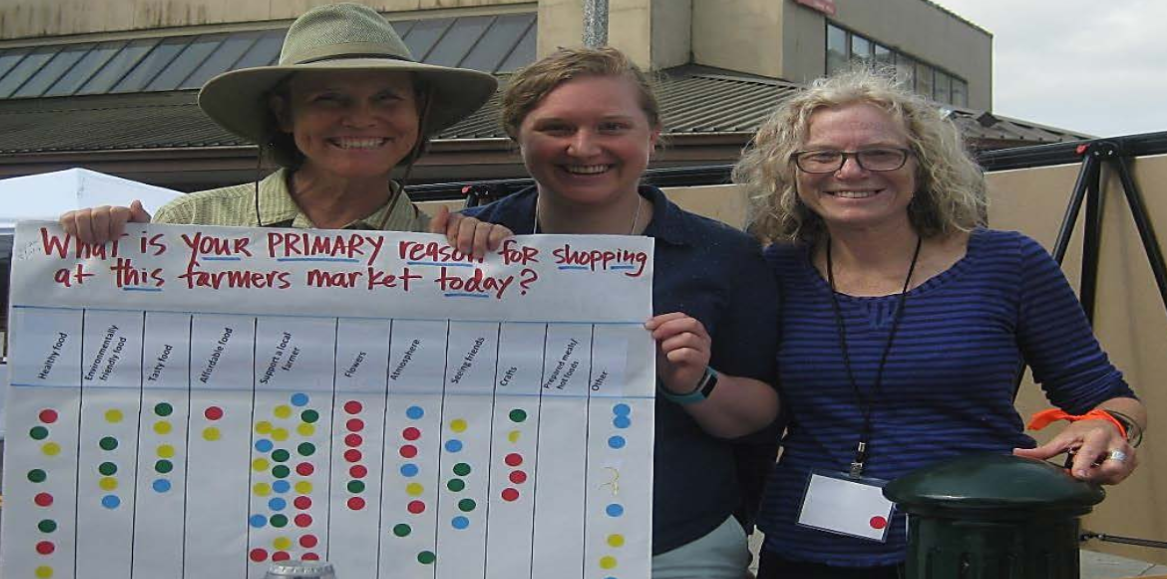 What is YOUR PRIMARY reason for shopping
at this farmers market today?
Healthy food
Environmentally
friendly food
Tasty food
Affordable food
Support a local
farmer
Flowers
Atmosphere
Seeing friends
Crafts
Prepared meals/
hot foods
Other